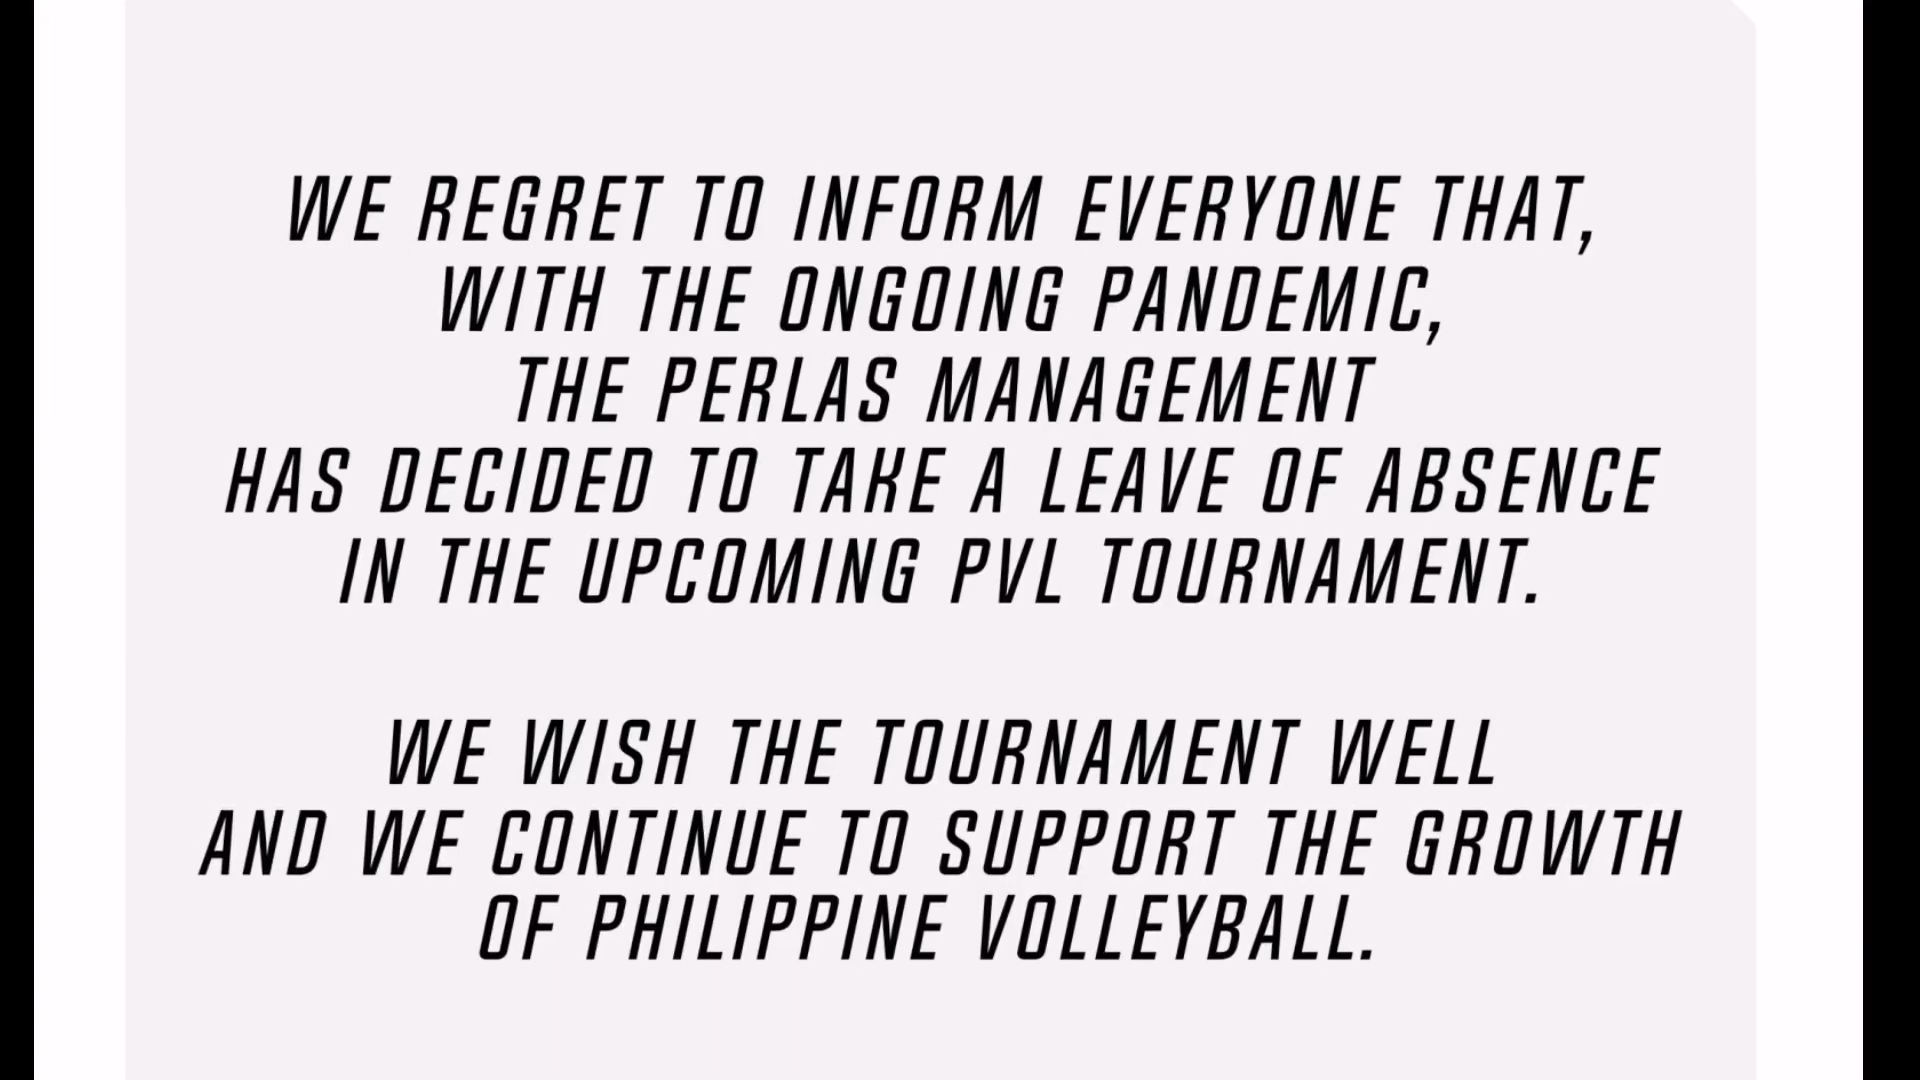 WE REGRET TO INFORM EVERYONE THAT,
WITH THE ONGOING PANDEMIC,
THE PERLAS MANAGEMENT
HAS DECIDED TO TAKE A LEAVE OF ABSENCE
IN THE UPCOMING PVL TOURNAMENT.
WE WISH THE TOURNAMENT WELL
AND WE CONTINUE TO SUPPORT THE GROWTH
OF PHILIPPINE VOLLEYBALL.